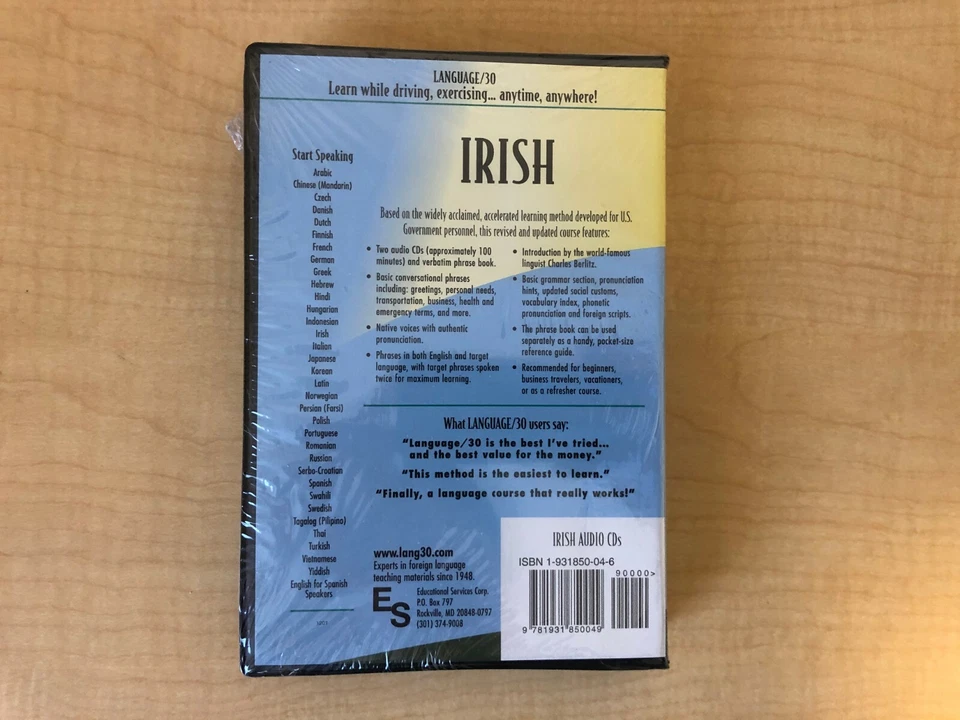 LANGUAGE/30
Learn while driving, exercising... anytime, anywhere!
IRISH
Start Speaking
Arabic
Chinese (Mandarin)
Czech
Danish
Dutch
Finnish
French
German
Greek
Hebrew
Hindi
Hungarian
Indonesian
Irish
Italian
Japanese
Korean
Latin
Norwegian
Persian (Farsi)
Polish
Portuguese
Romanian
Russian
Serbo-Croatian
Spanish
Swahili
Swedish
Tagalog (Pilipino)
Thai
Turkish
Vietnamese
Yiddish
English for Spanish
Speakers
Based on the widely acclaimed, accelerated learning method developed for U.S.
Government personnel, this revised and updated course features:
• Two audio CDs (approximately 100
minutes) and verbatim phrase book.
• Basic conversational phrases
including: greetings, personal needs,
transportation, business, health and
emergency terms, and more.
• Native voices with authentic
pronunciation.
• Phrases in both English and target
language, with target phrases spoken
twice for maximum learning.
• Introduction by the world-famous
linguist Charles Berlitz.
• Basic grammar section, pronunciation
hints, updated social customs,
vocabulary index, phonetic
pronunciation and foreign scripts.
• The phrase book can be used
separately as a handy, pocket-size
reference guide.
• Recommended for beginners,
business travelers, vacationers,
or as a refresher course.
What LANGUAGE/30 users say:
"Language/30 is the best I've tried...
and the best value for the money."
"This method is the easiest to learn."
"Finally, a language course that really works!"
www.lang30.com
Experts in foreign language
teaching materials since 1948.
ES
Educational Services Corp.
P.O. Box 797
Rockville, MD 20848-0797
(301) 374-9008
IRISH AUDIO CDs
ISBN 1-931850-04-6
90000>
9 781931 850049